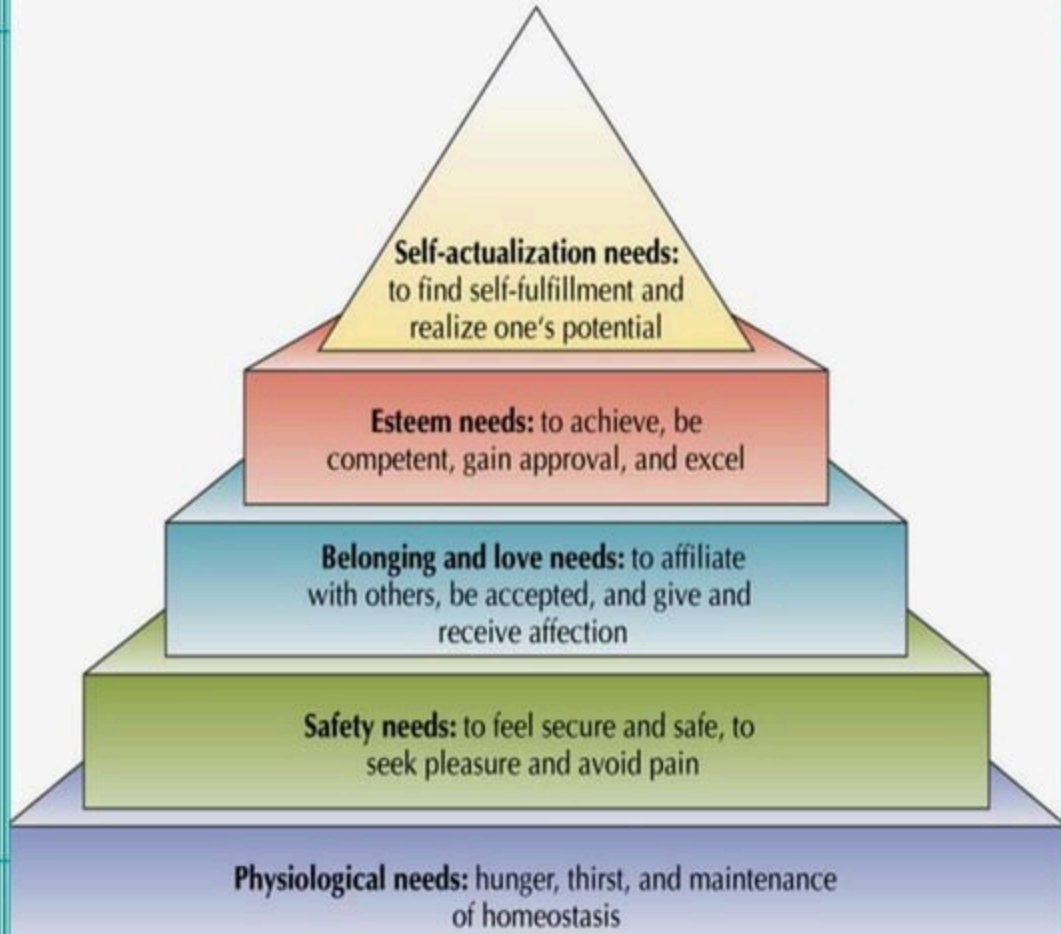 Self-actualization needs:
to find self-fulfillment and
realize one's potential
Esteem needs: to achieve, be
competent, gain approval, and excel
Belonging and love needs: to affiliate
with others, be accepted, and give and
receive affection
Safety needs: to feel secure and safe, to
seek pleasure and avoid pain
Physiological needs: hunger, thirst, and maintenance
of homeostasis